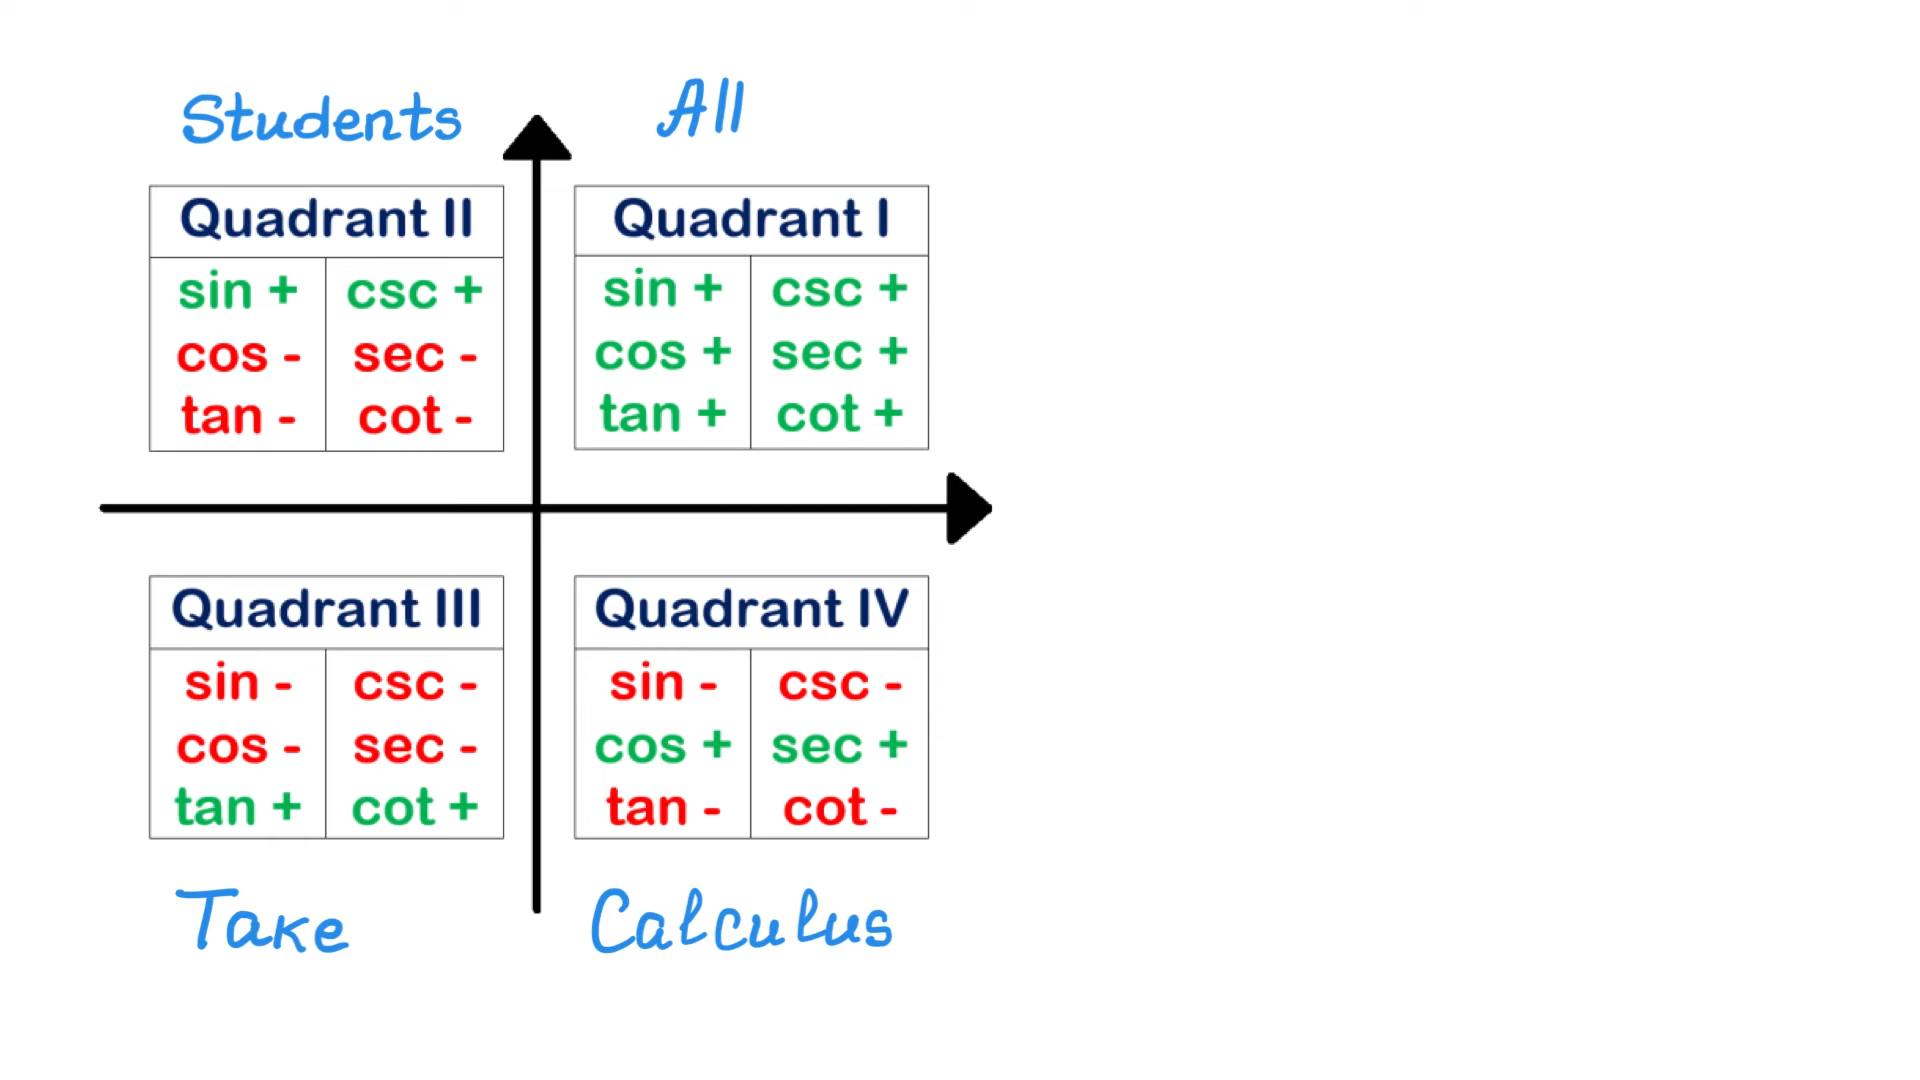 Students
All
Quadrant II
sin + csc +
cos - sec -
tan - cot -
Quadrant I
sin + csc +
cos + sec +
tan + cot +
Quadrant III
sin - csc -
cos - sec -
tan + cot +
Quadrant IV
sin - csc -
cos + sec +
tan - cot -
Take
Calculus